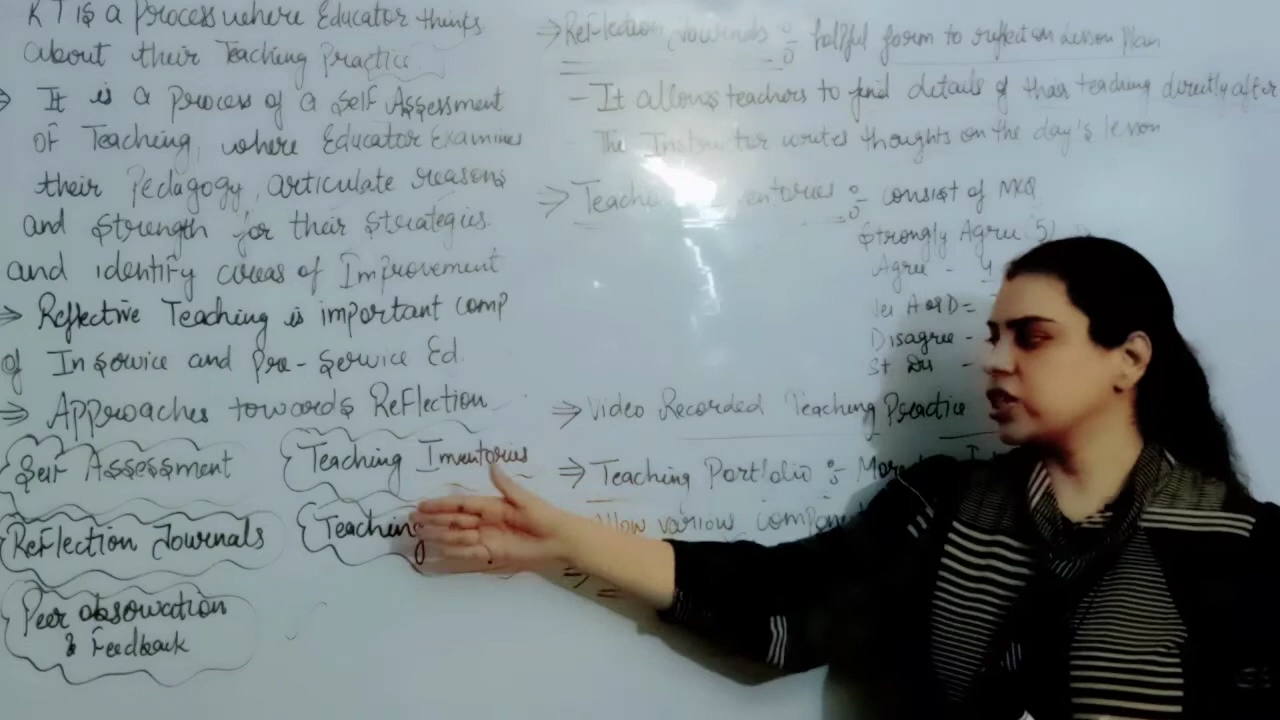 RT is a Process where Educator thinks
about their Teaching Practice
It is a Process of a Self Assessment
of Teaching, where Educator Examines
their Pedagogy, articulate reasons
and strength for their strategies.
and identify areas of Improvement
⇒ Reflective Teaching is important comp
of In service and Pre-Service Ed.
⇒ Approaches towards Reflection
Self Assessment
Teaching Inventories
Reflection Journals
Teaching
Peer obsowation
& Feedback
⇒ Reflection Journals :- helpful form to reflect on Lesson Plan
- It allows teachers to find details of their teaching directly after
The writes thoughts on the day's lesson
⇒ :- consist of MCQ
Strongly Agree 5)
Agree - 4
Disagree -
St Dis -
⇒ Video Recorded Teaching Practice
⇒ Teaching Portfolio :-
Allow various